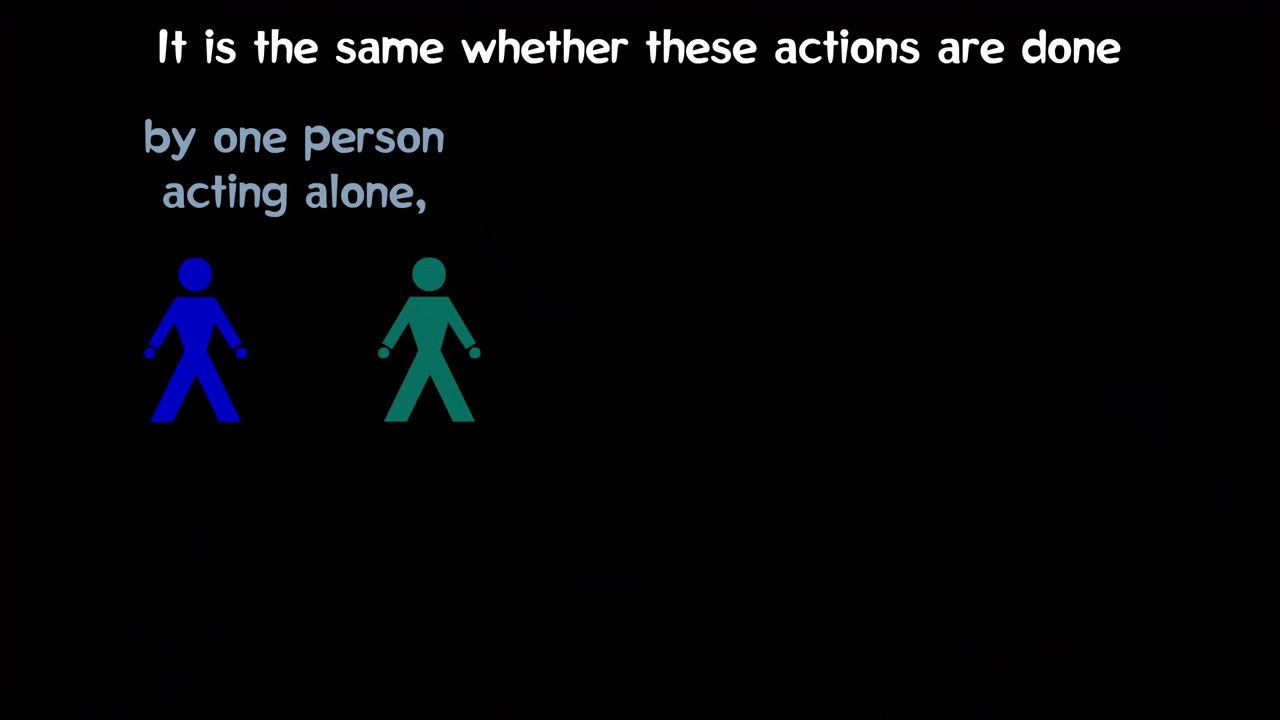 It is the same whether these actions are done
by one person
acting alone,